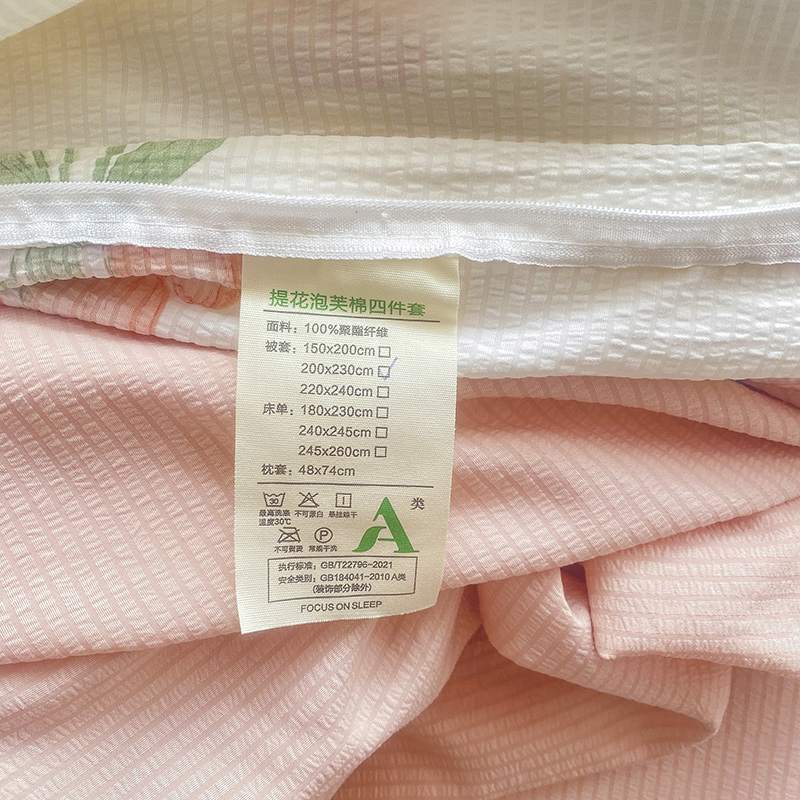 提花泡芙棉四件套
面料：100%聚酯纤维
被套：150x200cm□
200x230cm□
220x240cm□
床单：180x230cm□
240x245cm□
245x260cm□
枕套：48x74cm
30
P
最高洗涤 不可漂白 悬挂晾干
温度30℃
不可熨烫 常规干洗
A类
执行标准：GB/T22796-2021
安全类别：GB184041-2010 A类
(装饰部分除外)
FOCUS ON SLEEP